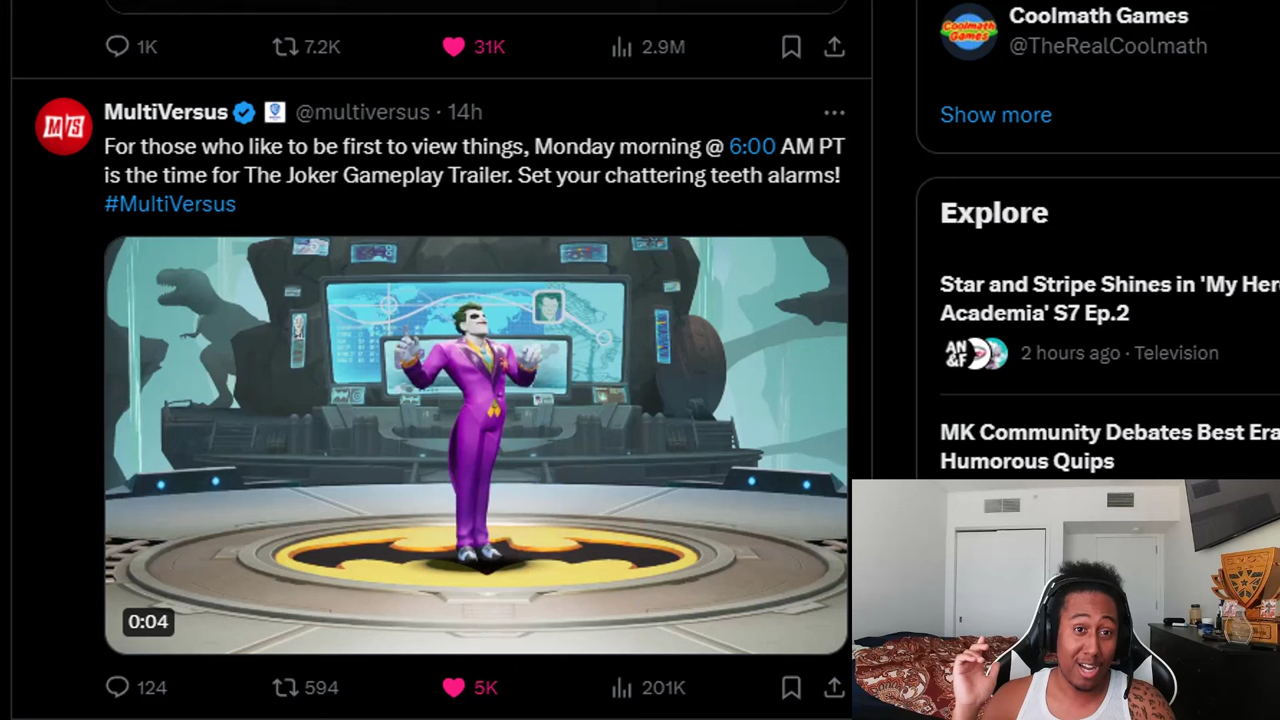 1K 7.2K 31K 2.9M
M/S
MultiVersus @multiversus · 14h
For those who like to be first to view things, Monday morning @ 6:00 AM PT
is the time for The Joker Gameplay Trailer. Set your chattering teeth alarms!
#MultiVersus
0:04
124 594 5K 201K
Coolmath Games
Coolmath
Games
@TheRealCoolmath
Show more
Explore
Star and Stripe Shines in 'My Her
Academia' S7 Ep.2
AN
&F
2 hours ago · Television
MK Community Debates Best Era
Humorous Quips